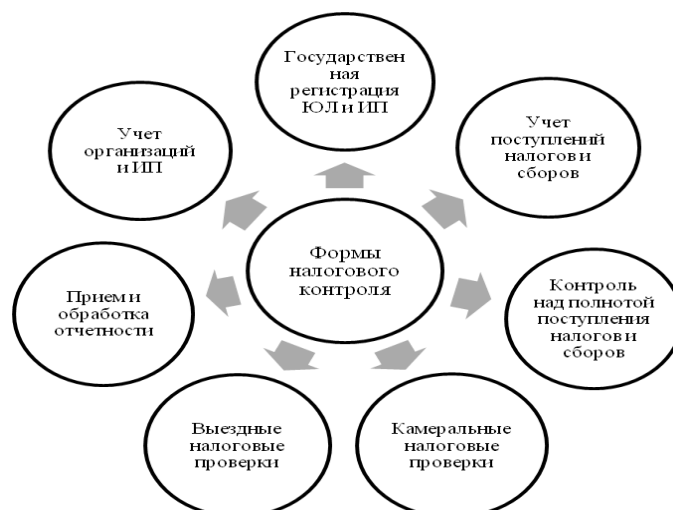 Государствен
ная
регистрация
ЮЛ и ИП
Учет
поступлений
налогов и
сборов
Контроль
над полнотой
поступления
налогов и
сборов
Камеральные
налоговые
проверки
Выездные
налоговые
проверки
Прием и
обработка
отчетности
Учет
организаций
и ИП
Формы
налогового
контроля